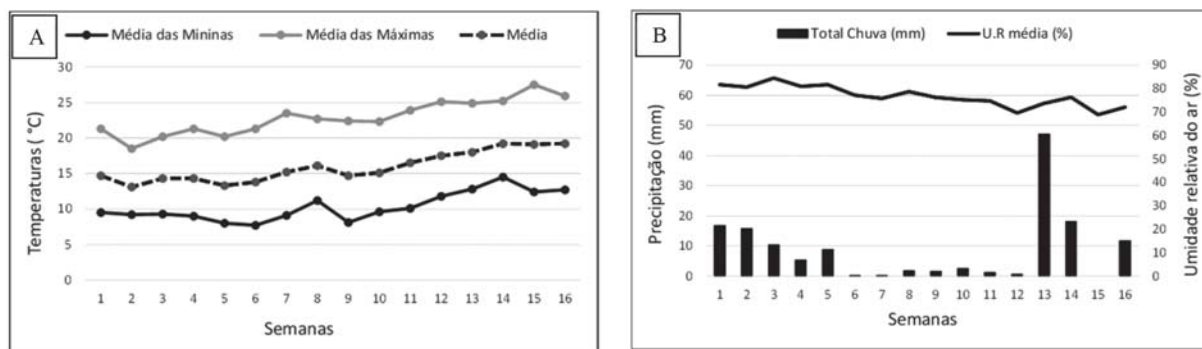 A
Média das Mininas Média das Máximas Média
Temperaturas ( °C)
30
25
20
15
10
5
0
1 2 3 4 5 6 7 8 9 10 11 12 13 14 15 16
Semanas
B
Total Chuva (mm) U.R média (%)
Precipitação (mm)
70
60
50
40
30
20
10
0
90
80
70
60
50
40
30
20
10
0
Umidade relativa do ar (%)
1 2 3 4 5 6 7 8 9 10 11 12 13 14 15 16
Semanas